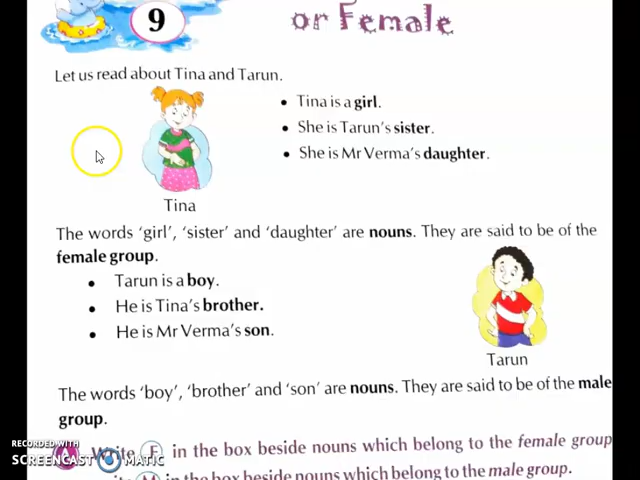 9
or Female
Let us read about Tina and Tarun.
• Tina is a girl.
• She is Tarun's sister.
• She is Mr Verma's daughter.
Tina
The words 'girl', 'sister' and 'daughter' are nouns. They are said to be of the
female group.
• Tarun is a boy.
• He is Tina's brother.
• He is Mr Verma's son.
Tarun
The words 'boy', 'brother' and 'son' are nouns. They are said to be of the male
group.
A Write F in the box beside nouns which belong to the female group
M in the box beside nouns which belong to the male group.
RECORDED WITH
SCREENCAST MATIC